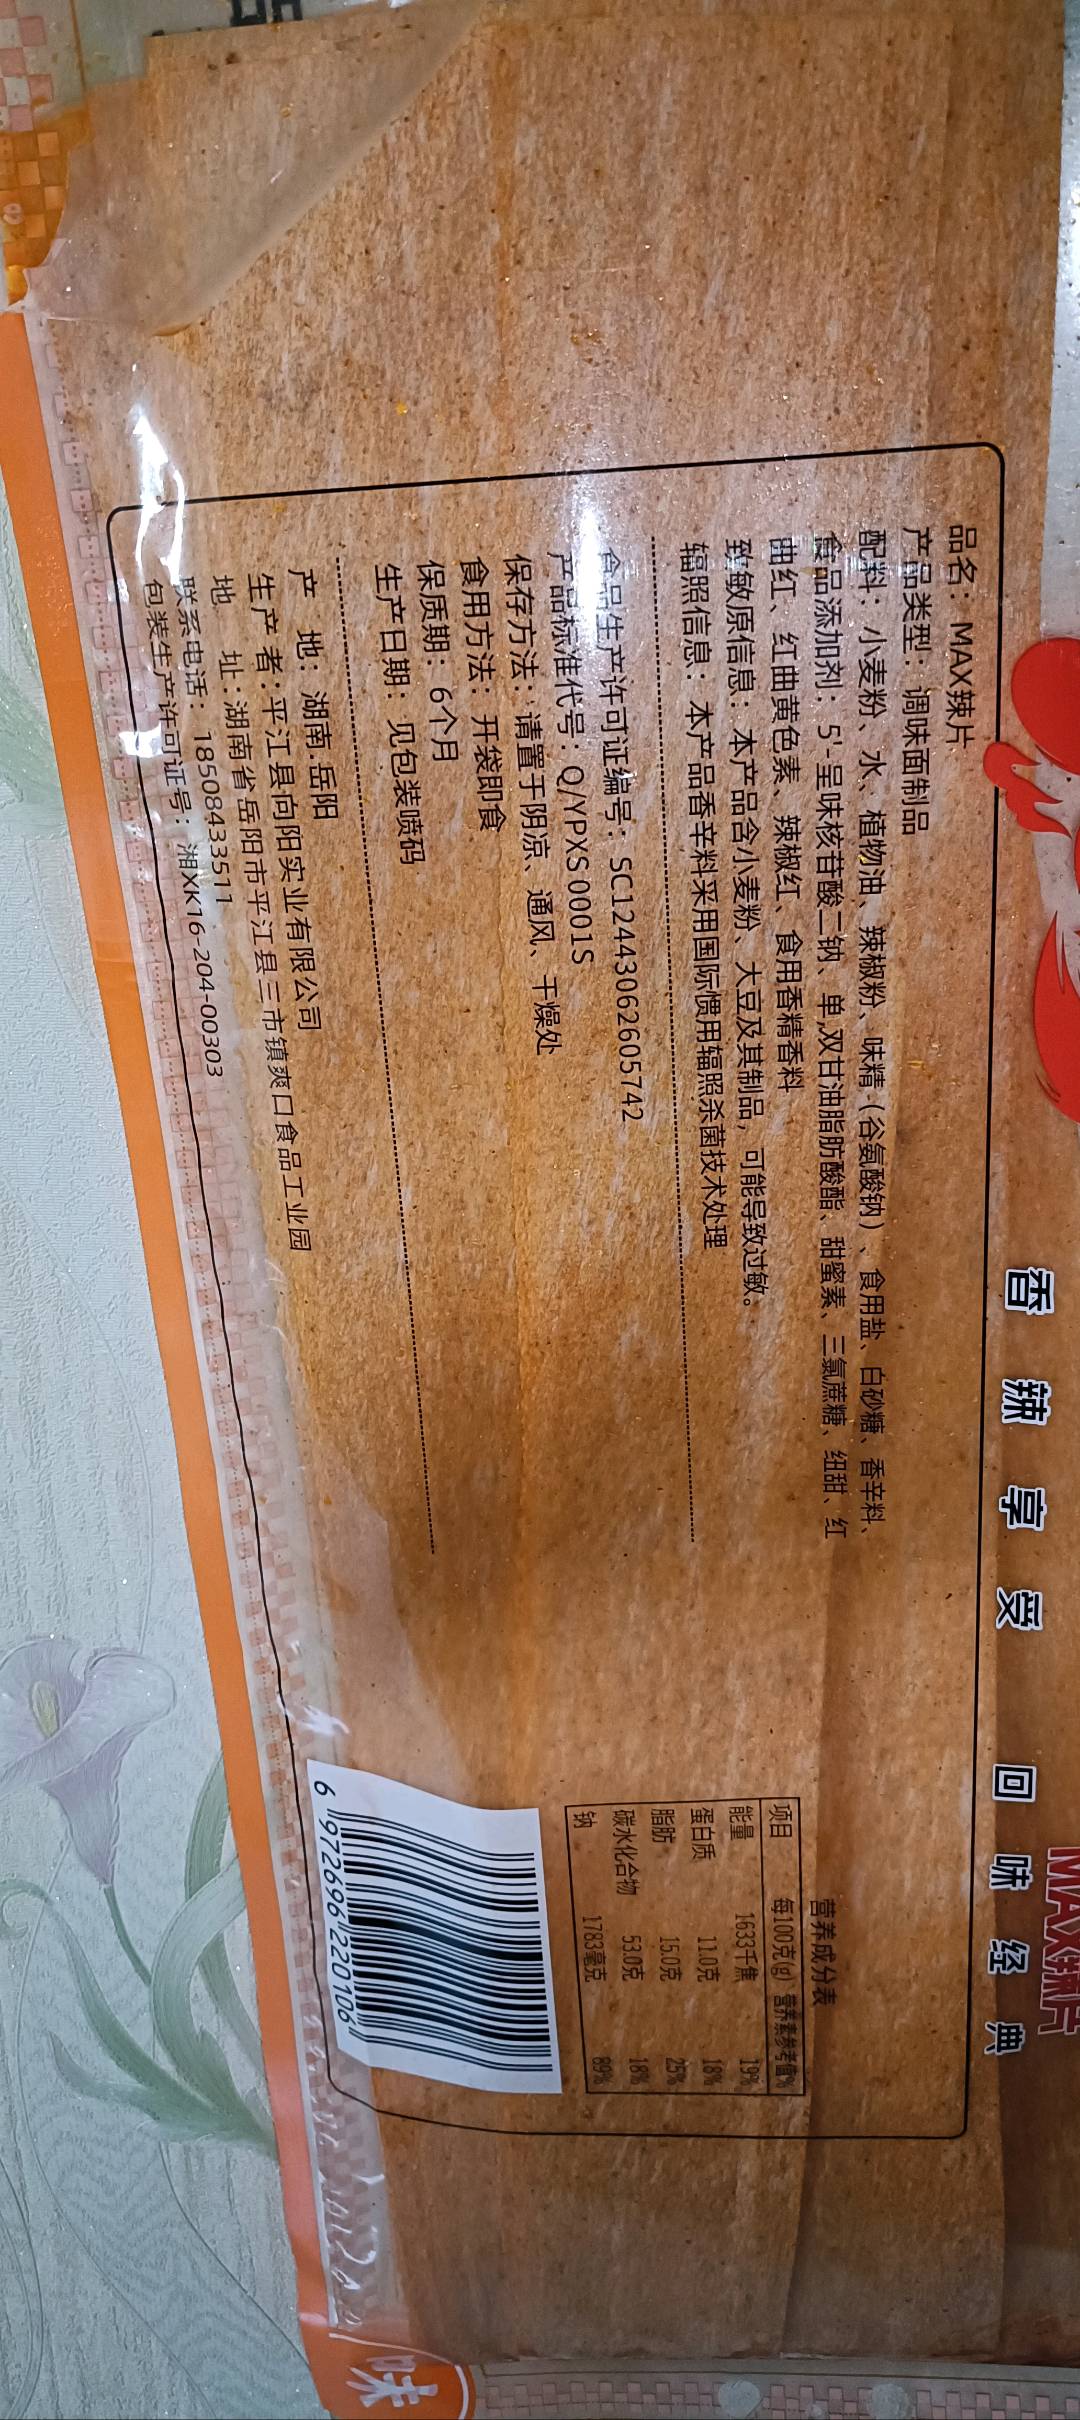 香辣享受 回味经典
MAX辣片
品名：MAX辣片
产品类型：调味面制品
配料：小麦粉、水、植物油、辣椒粉、味精（谷氨酸钠）、食用盐、白砂糖、香辛料、
食品添加剂：5'-呈味核苷酸二钠、单,双甘油脂肪酸酯、甜蜜素、三氯蔗糖、纽甜、红
曲红、红曲黄色素、辣椒红、食用香精香料
致敏原信息：本产品含小麦粉、大豆及其制品，可能导致过敏。
辐照信息：本产品香辛料采用国际惯用辐照杀菌技术处理
食品生产许可证编号：SC12443062605742
产品标准代号：Q/YPXS 0001S
保存方法：请置于阴凉、通风、干燥处
食用方法：开袋即食
保质期：6个月
生产日期：见包装喷码
产 地：湖南.岳阳
生产者：平江县向阳实业有限公司
地 址：湖南省岳阳市平江县三市镇爽口食品工业园
联系电话：18508433511
包装生产许可证号：湘XK16-204-00303
营养成分表
项目 每100克(g) 营养素参考值%
能量 1633千焦 19%
蛋白质 11.0克 18%
脂肪 15.0克 25%
碳水化合物 53.0克 18%
钠 1783毫克 89%
6 972696 220106
味